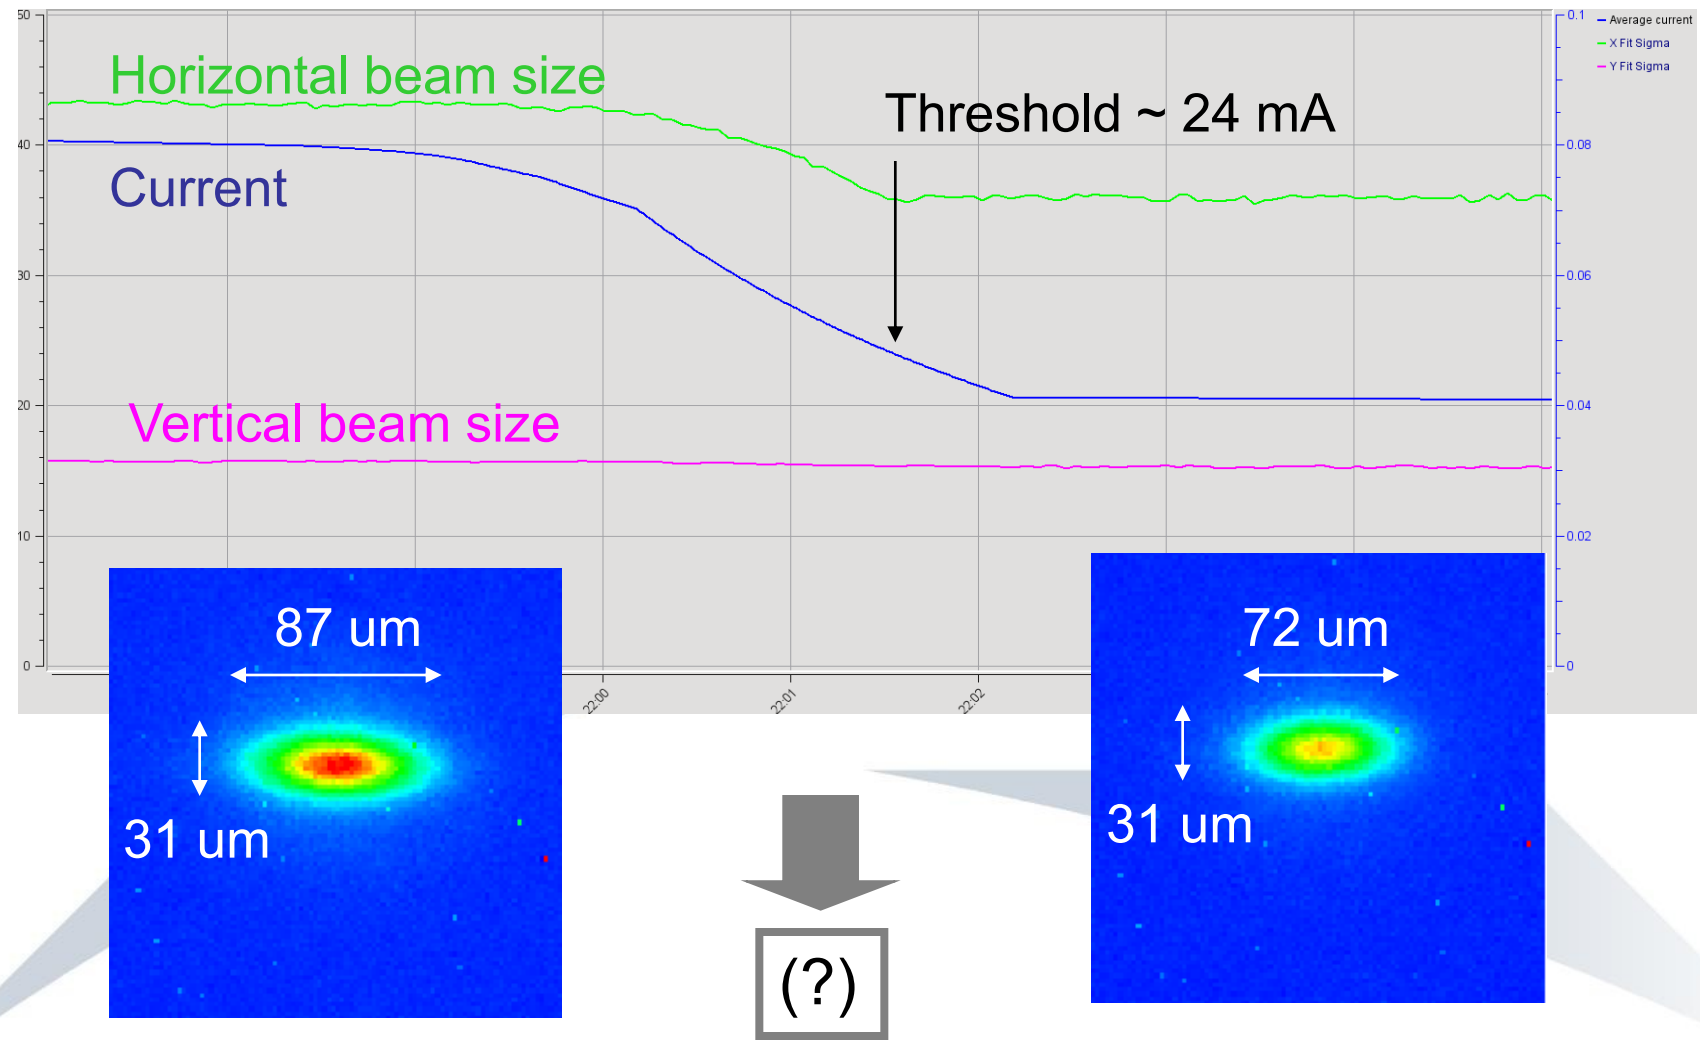 50
0.1
Average current
X Fit Sigma
Y Fit Sigma
Horizontal beam size
Threshold ~ 24 mA
40
0.08
Current
30
0.06
20
0.04
Vertical beam size
10
0.02
87 um
72 um
0
0
22:00
22:01
22:02
31 um
31 um
(?)